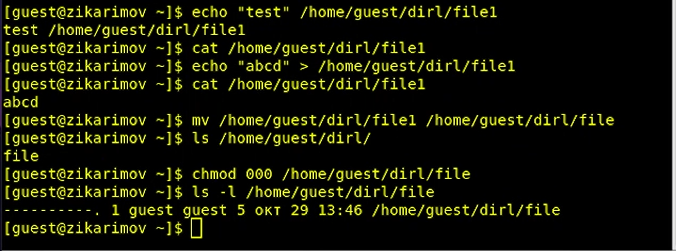 [guest@zikarimov ~]$ echo "test" /home/guest/dirl/file1
test /home/guest/dirl/file1
[guest@zikarimov ~]$ cat /home/guest/dirl/file1
[guest@zikarimov ~]$ echo "abcd" > /home/guest/dirl/file1
[guest@zikarimov ~]$ cat /home/guest/dirl/file1
abcd
[guest@zikarimov ~]$ mv /home/guest/dirl/file1 /home/guest/dirl/file
[guest@zikarimov ~]$ ls /home/guest/dirl/
file
[guest@zikarimov ~]$ chmod 000 /home/guest/dirl/file
[guest@zikarimov ~]$ ls -l /home/guest/dirl/file
----------. 1 guest guest 5 окт 29 13:46 /home/guest/dirl/file
[guest@zikarimov ~]$